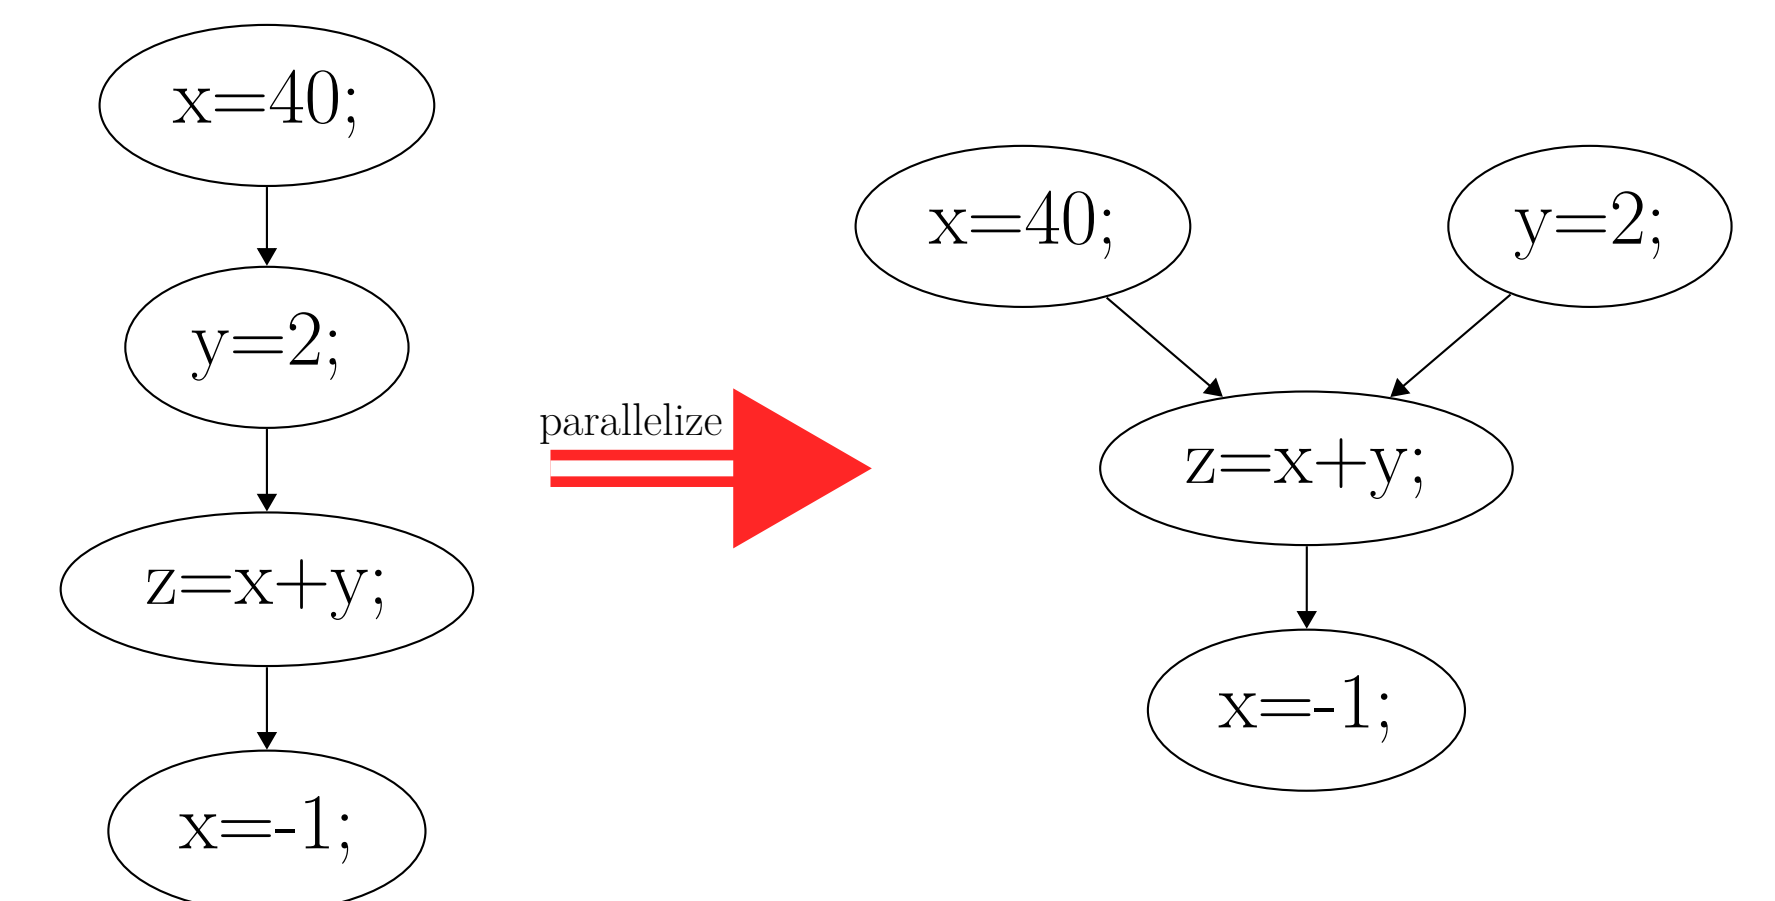 x=40;
y=2;
z=x+y;
x=-1;
parallelize
x=40;
y=2;
z=x+y;
x=-1;